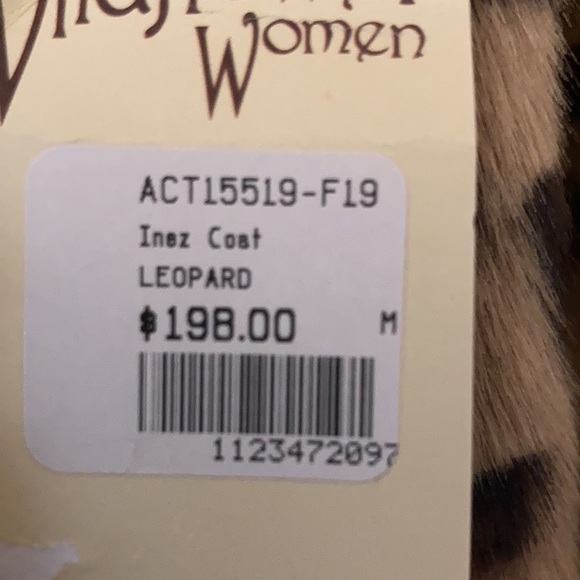 Women
ACT15519-F19
Inez Coat
LEOPARD
$198.00 M
1123472097